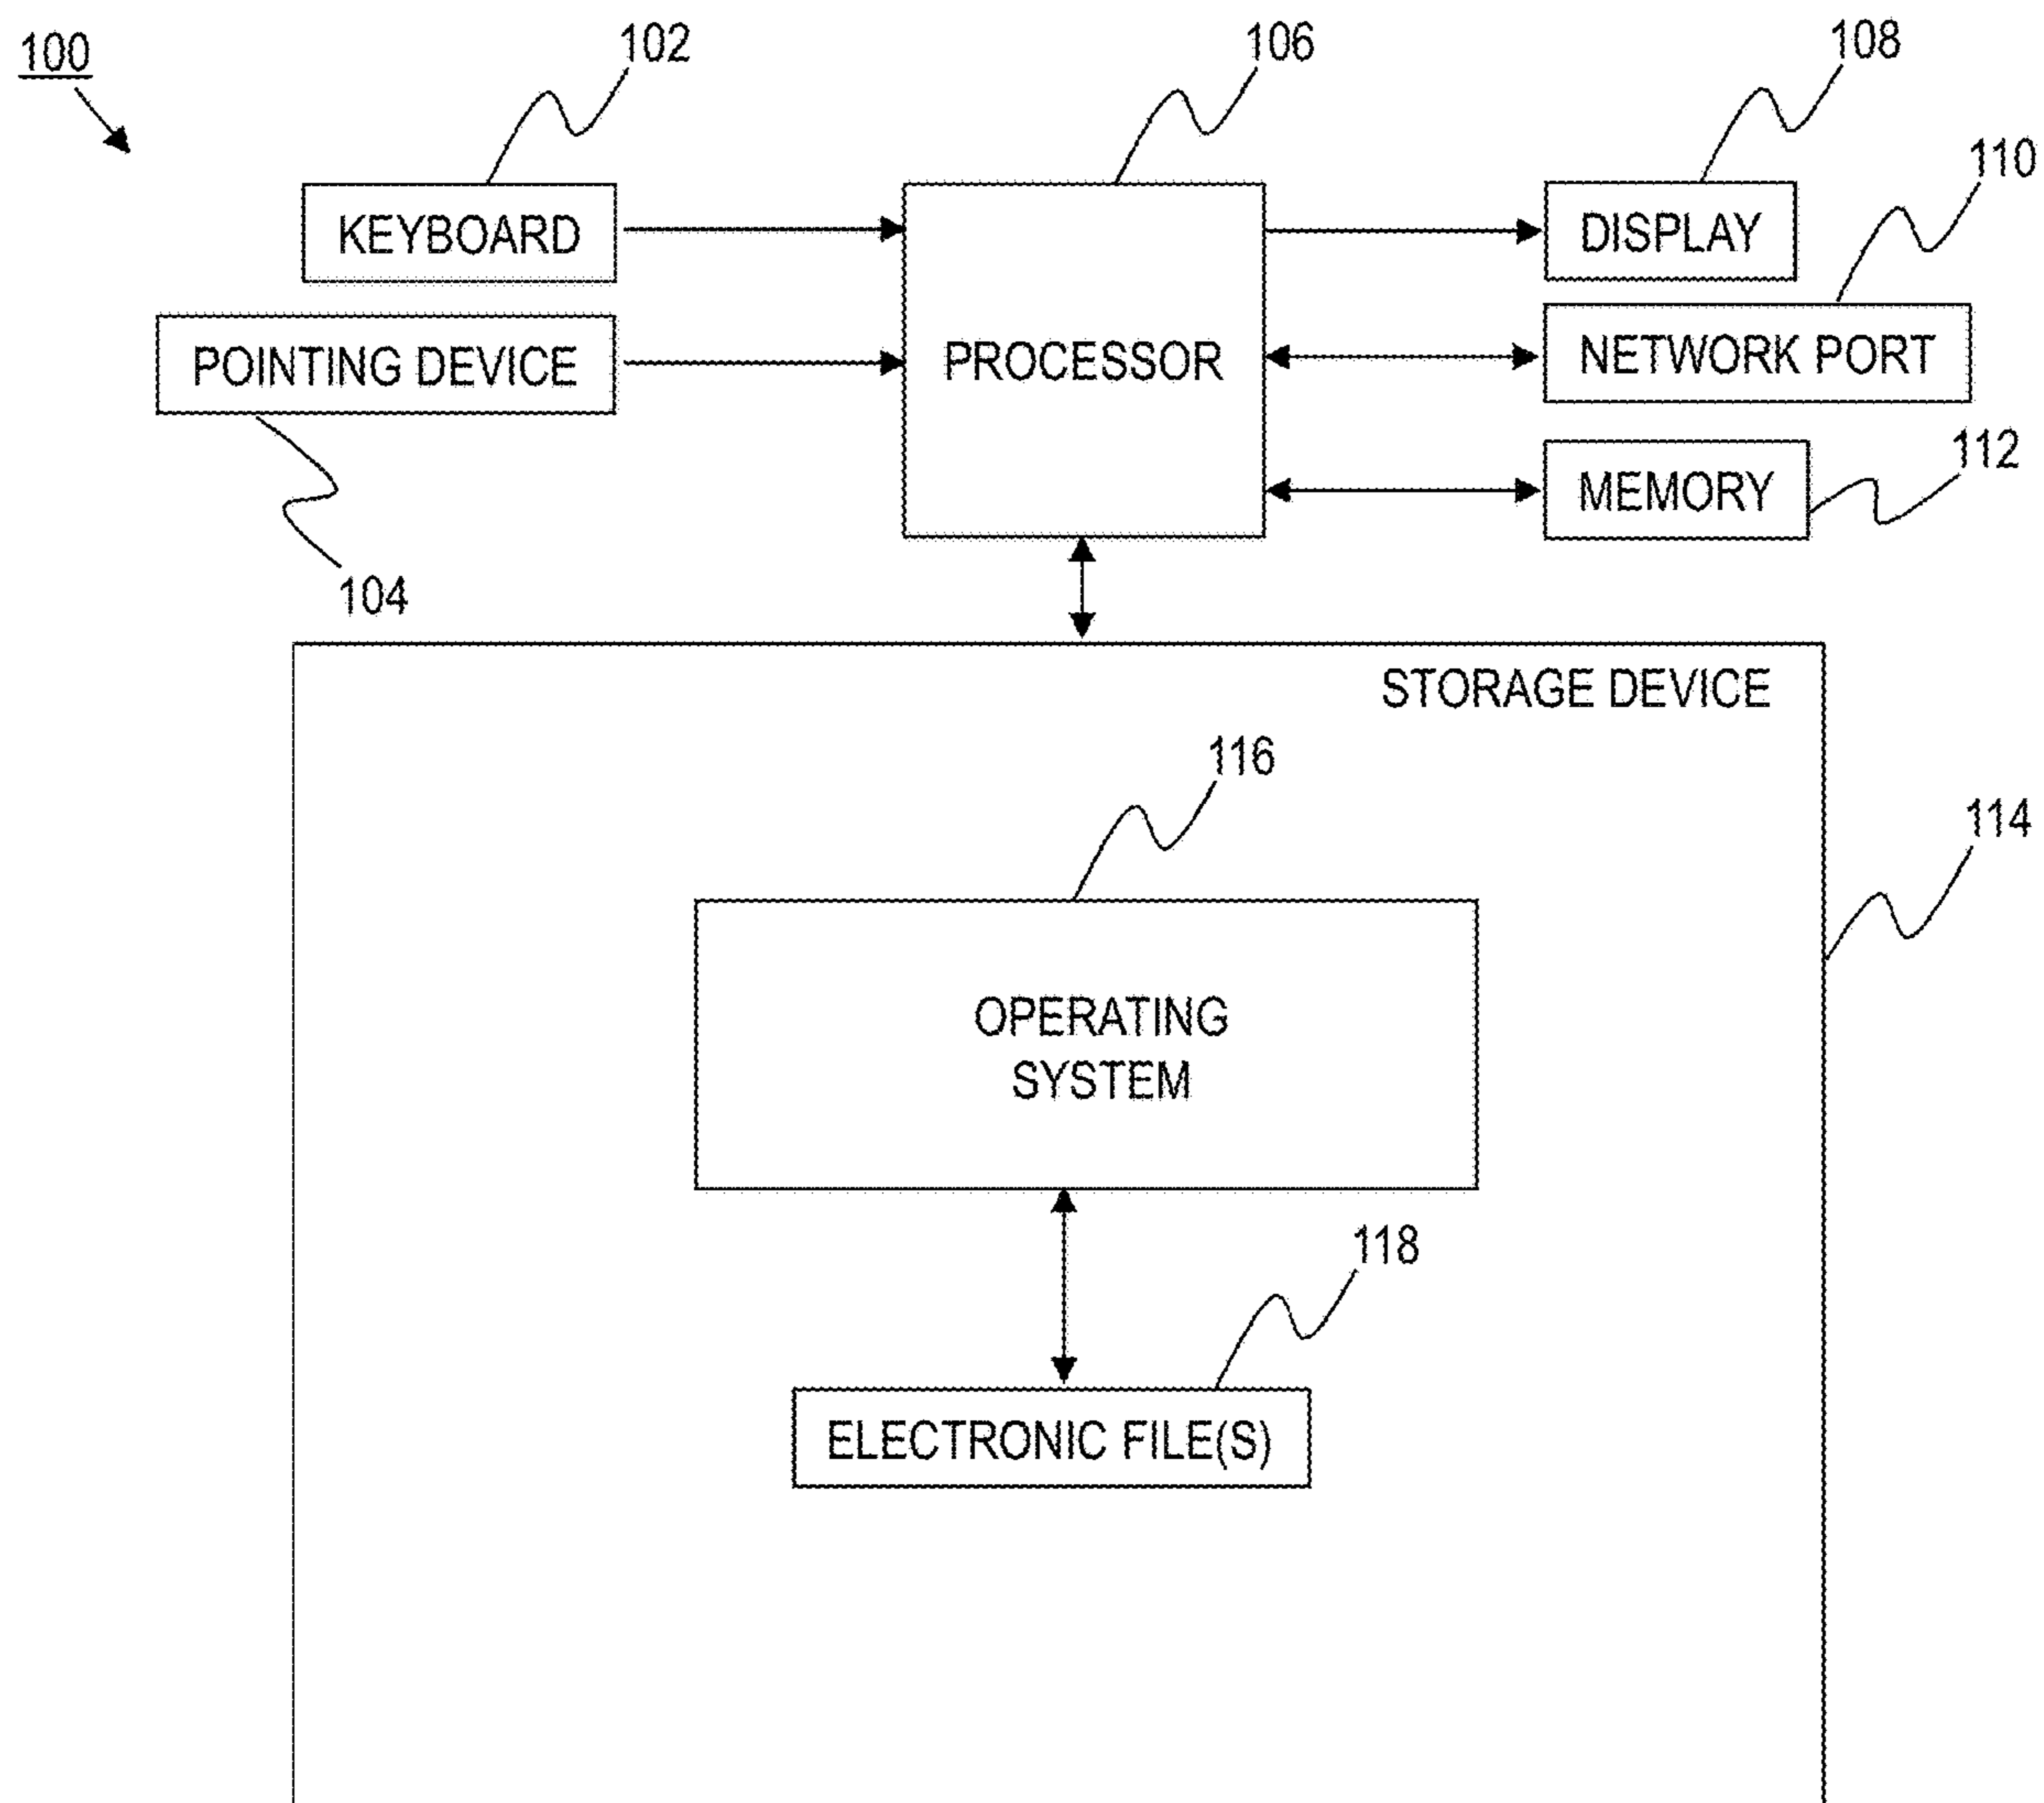 100
102
106
108
110
KEYBOARD
PROCESSOR
DISPLAY
POINTING DEVICE
NETWORK PORT
MEMORY
112
104
STORAGE DEVICE
116
114
OPERATING
SYSTEM
118
ELECTRONIC FILE(S)